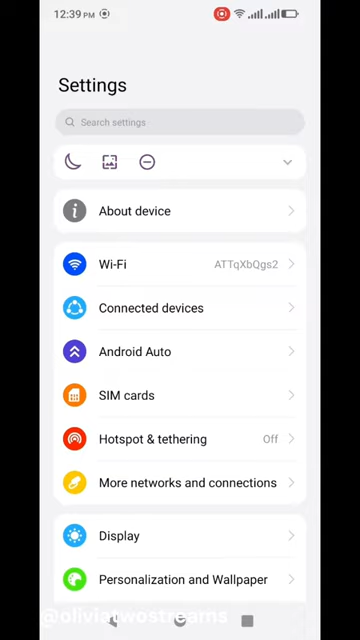 12:39 PM
Settings
Search settings
About device
Wi-Fi
ATTqXbQgs2
Connected devices
Android Auto
SIM cards
Hotspot & tethering
Off
More networks and connections
Display
Personalization and Wallpaper
@oliviatwostreams